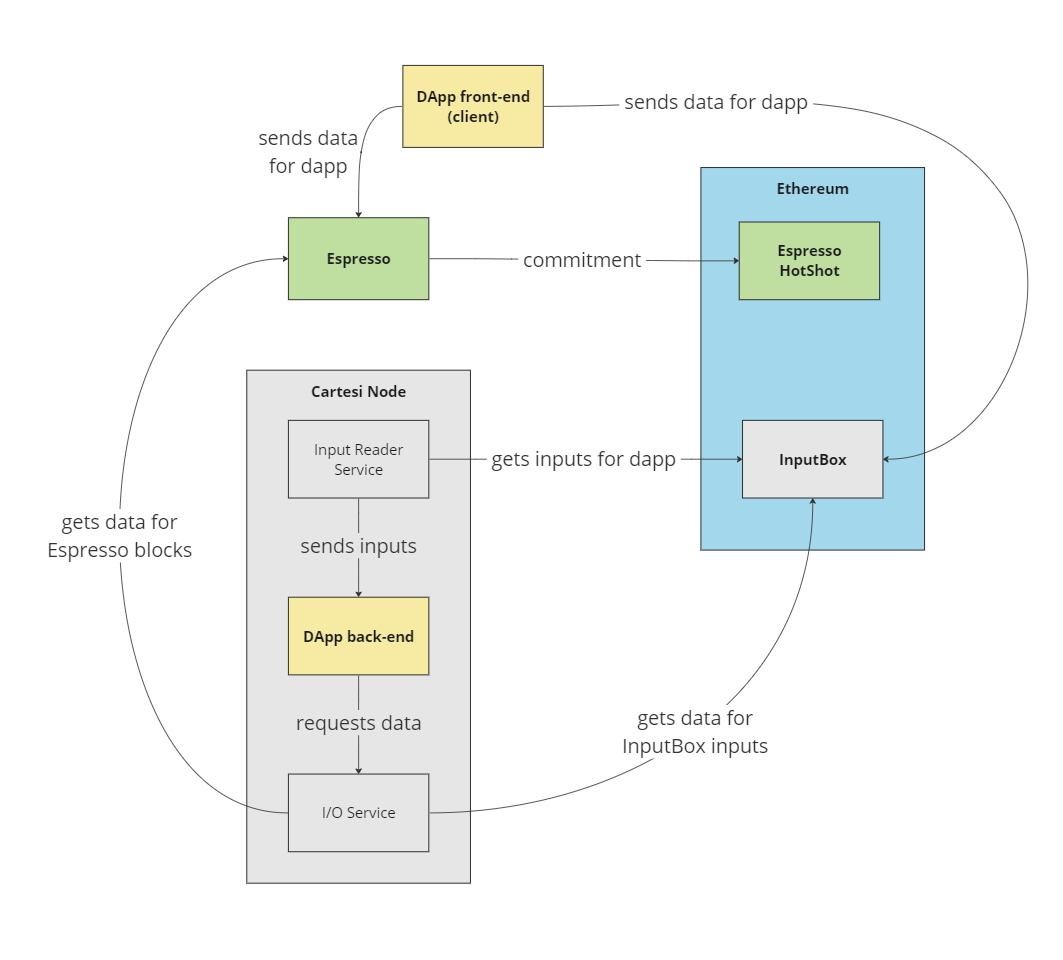 DApp front-end
(client)
sends data for dapp
sends data
for dapp
Ethereum
Espresso
commitment
Espresso
HotShot
Cartesi Node
Input Reader
Service
gets inputs for dapp
InputBox
gets data for
Espresso blocks
sends inputs
DApp back-end
requests data
gets data for
InputBox inputs
I/O Service